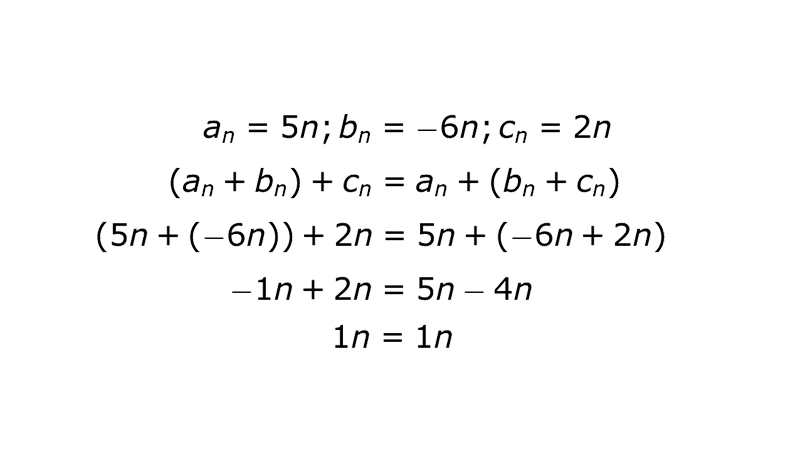 aₙ = 5n; bₙ = −6n; cₙ = 2n
(aₙ + bₙ) + cₙ = aₙ + (bₙ + cₙ)
(5n + (−6n)) + 2n = 5n + (−6n + 2n)
−1n + 2n = 5n − 4n
1n = 1n